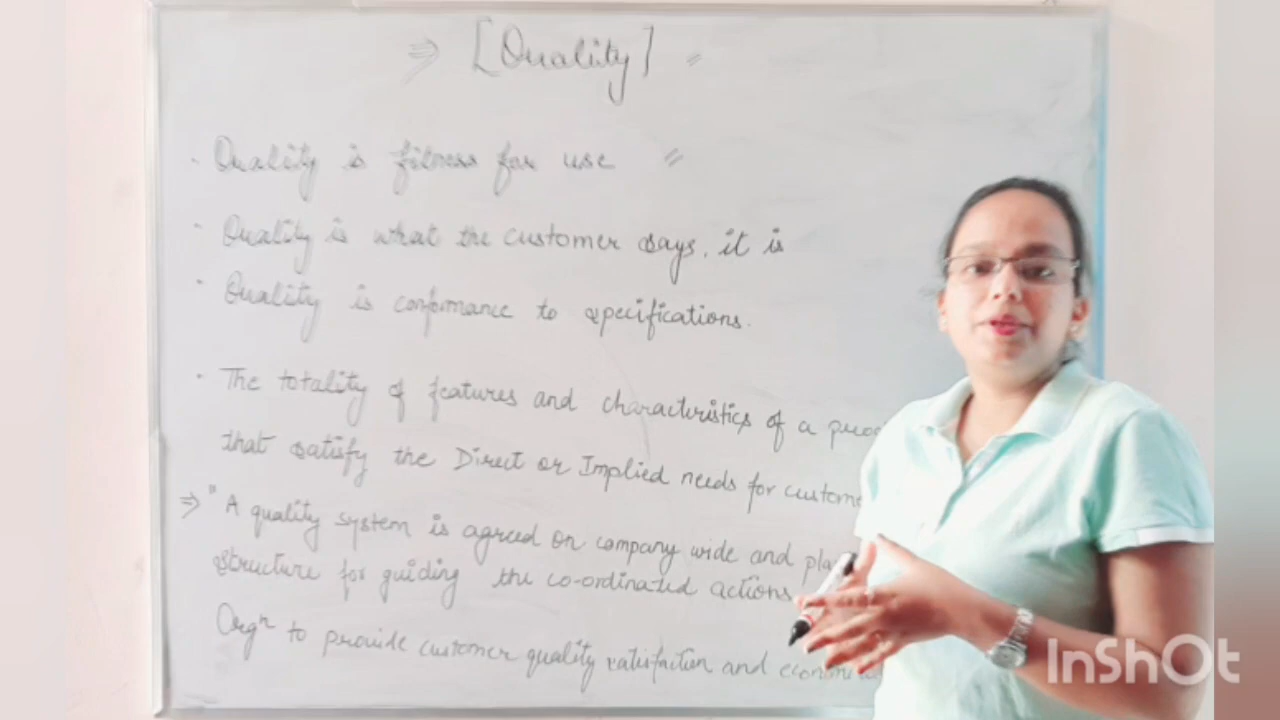 ⇒ [Quality] =
· Quality is fitness for use =
· Quality is what the customer says, it is
· Quality is conformance to specifications.
· The totality of features and characteristics of a
that satisfy the Direct or Implied needs for
⇒ "A quality system is agreed on company wide and
structure for guiding the co-ordinated actions
Orgn to provide customer quality satisfaction and
InShOt